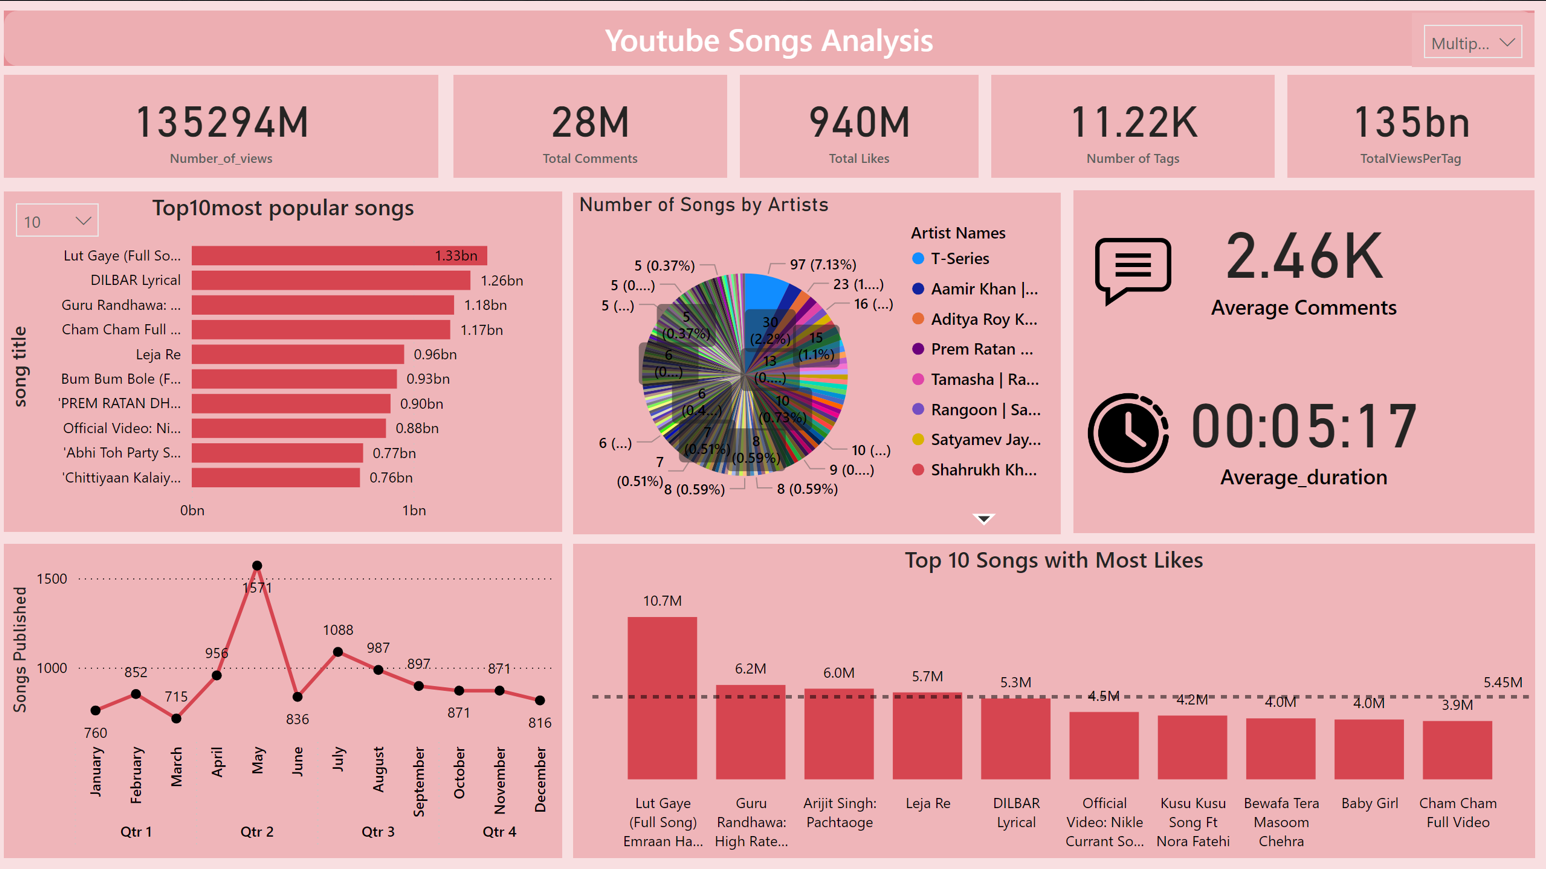 Youtube Songs Analysis
Multip...
135294M
Number_of_views
28M
Total Comments
940M
Total Likes
11.22K
Number of Tags
135bn
TotalViewsPerTag
10
Top10most popular songs
song title
Lut Gaye (Full So...
1.33bn
DILBAR Lyrical
1.26bn
Guru Randhawa: ...
1.18bn
Cham Cham Full ...
1.17bn
Leja Re
0.96bn
Bum Bum Bole (F...
0.93bn
'PREM RATAN DH...
0.90bn
Official Video: Ni...
0.88bn
'Abhi Toh Party S...
0.77bn
'Chittiyaan Kalaiy...
0.76bn
0bn
1bn
Number of Songs by Artists
97 (7.13%)
23 (1....)
16 (...)
30
(2.2%)
15
(1.1%)
13
(0....)
10
(0.73%)
10 (...)
9 (0....)
8
(0.59%)
8 (0.59%)
8 (0.59%)
7
(0.51%)
7
(0.51%)
6 (...)
6
(0.4...)
6
(0...)
5
(0.37%)
5 (...)
5 (0....)
5 (0.37%)
Artist Names
T-Series
Aamir Khan |...
Aditya Roy K...
Prem Ratan ...
Tamasha | Ra...
Rangoon | Sa...
Satyamev Jay...
Shahrukh Kh...
2.46K
Average Comments
00:05:17
Average_duration
Songs Published
1500
1000
760
852
715
956
1571
836
1088
987
897
871
871
816
January
February
March
April
May
June
July
August
September
October
November
December
Qtr 1
Qtr 2
Qtr 3
Qtr 4
Top 10 Songs with Most Likes
10.7M
6.2M
6.0M
5.7M
5.3M
4.5M
4.2M
4.0M
4.0M
3.9M
5.45M
Lut Gaye
(Full Song)
Emraan Ha...
Guru
Randhawa:
High Rate...
Arijit Singh:
Pachtaoge
Leja Re
DILBAR
Lyrical
Official
Video: Nikle
Currant So...
Kusu Kusu
Song Ft
Nora Fatehi
Bewafa Tera
Masoom
Chehra
Baby Girl
Cham Cham
Full Video